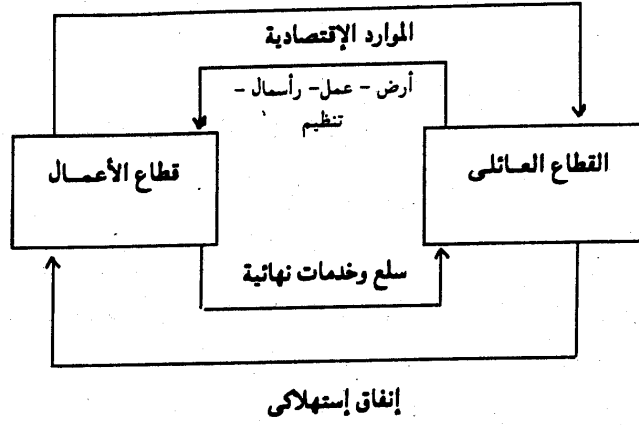 الموارد الإقتصادية
أرض - عمل- رأسمال -
تنظيم
القطاع العـائلى
قطاع الأعمـال
سلع وخدمات نهائية
إنفاق إستهلاكى